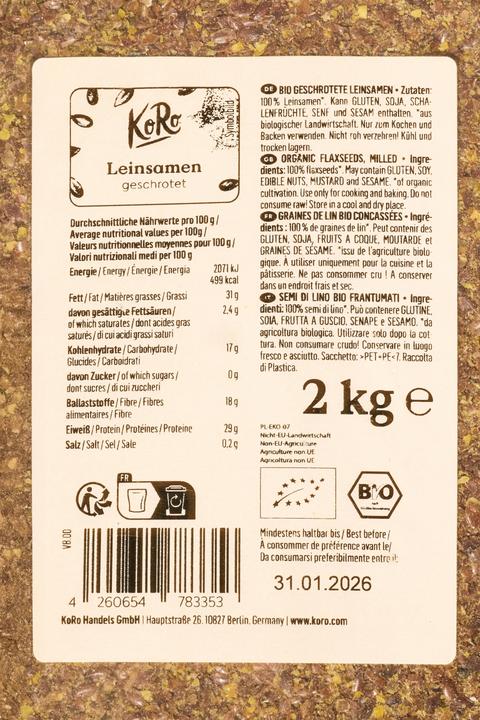 KoRo
Symbolbild
Leinsamen
geschrotet
Durchschnittliche Nährwerte pro 100 g /
Average nutritional values per 100g /
Valeurs nutritionnelles moyennes pour 100 g /
Valori nutrizionali medi per 100 g
Energie / Energy / Énergie / Energia 2071 kJ
499 kcal
Fett / Fat / Matières grasses / Grassi 31 g
davon gesättigte Fettsäuren / 2,4 g
of which saturates / dont acides gras
saturés / di cui acidi grassi saturi
Kohlenhydrate / Carbohydrate / 17 g
Glucides / Carboidrati
davon Zucker / of which sugars / 0 g
dont sucres / di cui zuccheri
Ballaststoffe / Fibre / Fibres 18 g
alimentaires / Fibre
Eiweiß / Protein / Protéines / Proteine 29 g
Salz / Salt / Sel / Sale 0,2 g
FR
VB 00
4 260654 783353
KoRo Handels GmbH | Hauptstraße 26, 10827 Berlin, Germany | www.koro.com
DE BIO GESCHROTETE LEINSAMEN • Zutaten:
100 % Leinsamen*. Kann GLUTEN, SOJA, SCHA-
LENFRÜCHTE, SENF und SESAM enthalten. *aus
biologischer Landwirtschaft. Nur zum Kochen und
Backen verwenden. Nicht roh verzehren! Kühl und
trocken lagern.
GB ORGANIC FLAXSEEDS, MILLED • Ingre-
dients: 100% flaxseeds*. May contain GLUTEN, SOY,
EDIBLE NUTS, MUSTARD and SESAME. *of organic
cultivation. Use only for cooking and baking. Do not
consume raw! Store in a cool and dry place.
FR GRAINES DE LIN BIO CONCASSÉES • Ingré-
dients : 100 % de graines de lin*. Peut contenir des
GLUTEN, SOJA, FRUITS A COQUE, MOUTARDE et
GRAINES DE SÉSAME. *issu de l'agriculture biolo-
gique. À utiliser uniquement pour la cuisine et la
pâtisserie. Ne pas consommer cru ! À conserver
dans un endroit frais et sec.
IT SEMI DI LINO BIO FRANTUMATI • Ingre-
dienti: 100% semi di lino*. Può contenere GLUTINE,
SOIA, FRUTTA A GUSCIO, SENAPE e SESAMO. *da
agricoltura biologica. Utilizzare solo dopo la cot-
tura. Non consumare crudo! Conservare in luogo
fresco e asciutto. Sacchetto: >PET+PE<7. Raccolta
di Plastica.
2 kg e
PL-EKO-07
Nicht-EU-Landwirtschaft
Non-EU-Agriculture
Agriculture non UE
Agricoltura non UE
BIO
Mindestens haltbar bis / Best before /
À consommer de préférence avant le /
Da consumarsi preferibilmente entro il:
31.01.2026